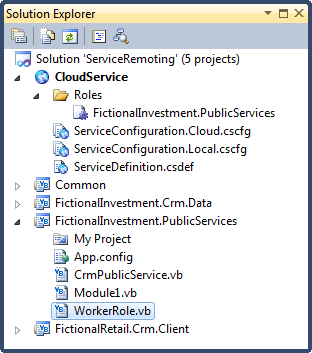 Solution Explorer
Solution 'ServiceRemoting' (5 projects)
CloudService
Roles
FictionalInvestment.PublicServices
ServiceConfiguration.Cloud.cscfg
ServiceConfiguration.Local.cscfg
ServiceDefinition.csdef
Common
FictionalInvestment.Crm.Data
FictionalInvestment.PublicServices
My Project
App.config
CrmPublicService.vb
Module1.vb
WorkerRole.vb
FictionalRetail.Crm.Client